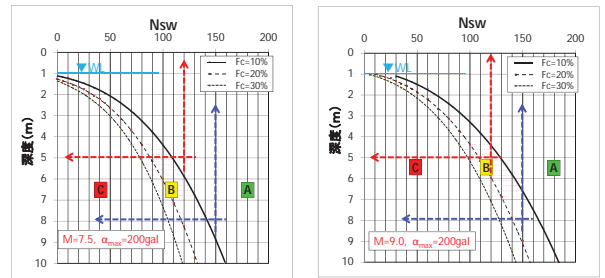 Nsw
0 50 100 150 200
1
2
3
4
5
6
7
8
9
10
深度(m)
WL
Fc=10%
Fc=20%
Fc=30%
C
B
A
M=7.5, αmax=200gal
Nsw
0 50 100 150 200
0
1
2
3
4
5
6
7
8
9
10
深度(m)
WL
Fc=10%
Fc=20%
Fc=30%
C
B
A
M=9.0, αmax=200gal